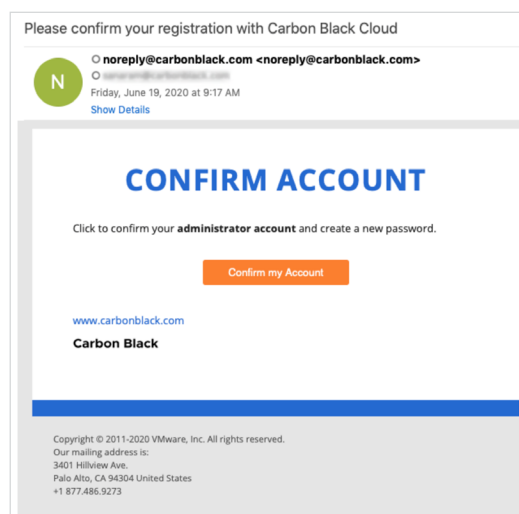 Please confirm your registration with Carbon Black Cloud
noreply@carbonblack.com <noreply@carbonblack.com>
N
Friday, June 19, 2020 at 9:17 AM
Show Details
CONFIRM ACCOUNT
Click to confirm your administrator account and create a new password.
Confirm my Account
www.carbonblack.com
Carbon Black
Copyright © 2011-2020 VMware, Inc. All rights reserved.
Our mailing address is:
3401 Hillview Ave.
Palo Alto, CA 94304 United States
+1 877.486.9273